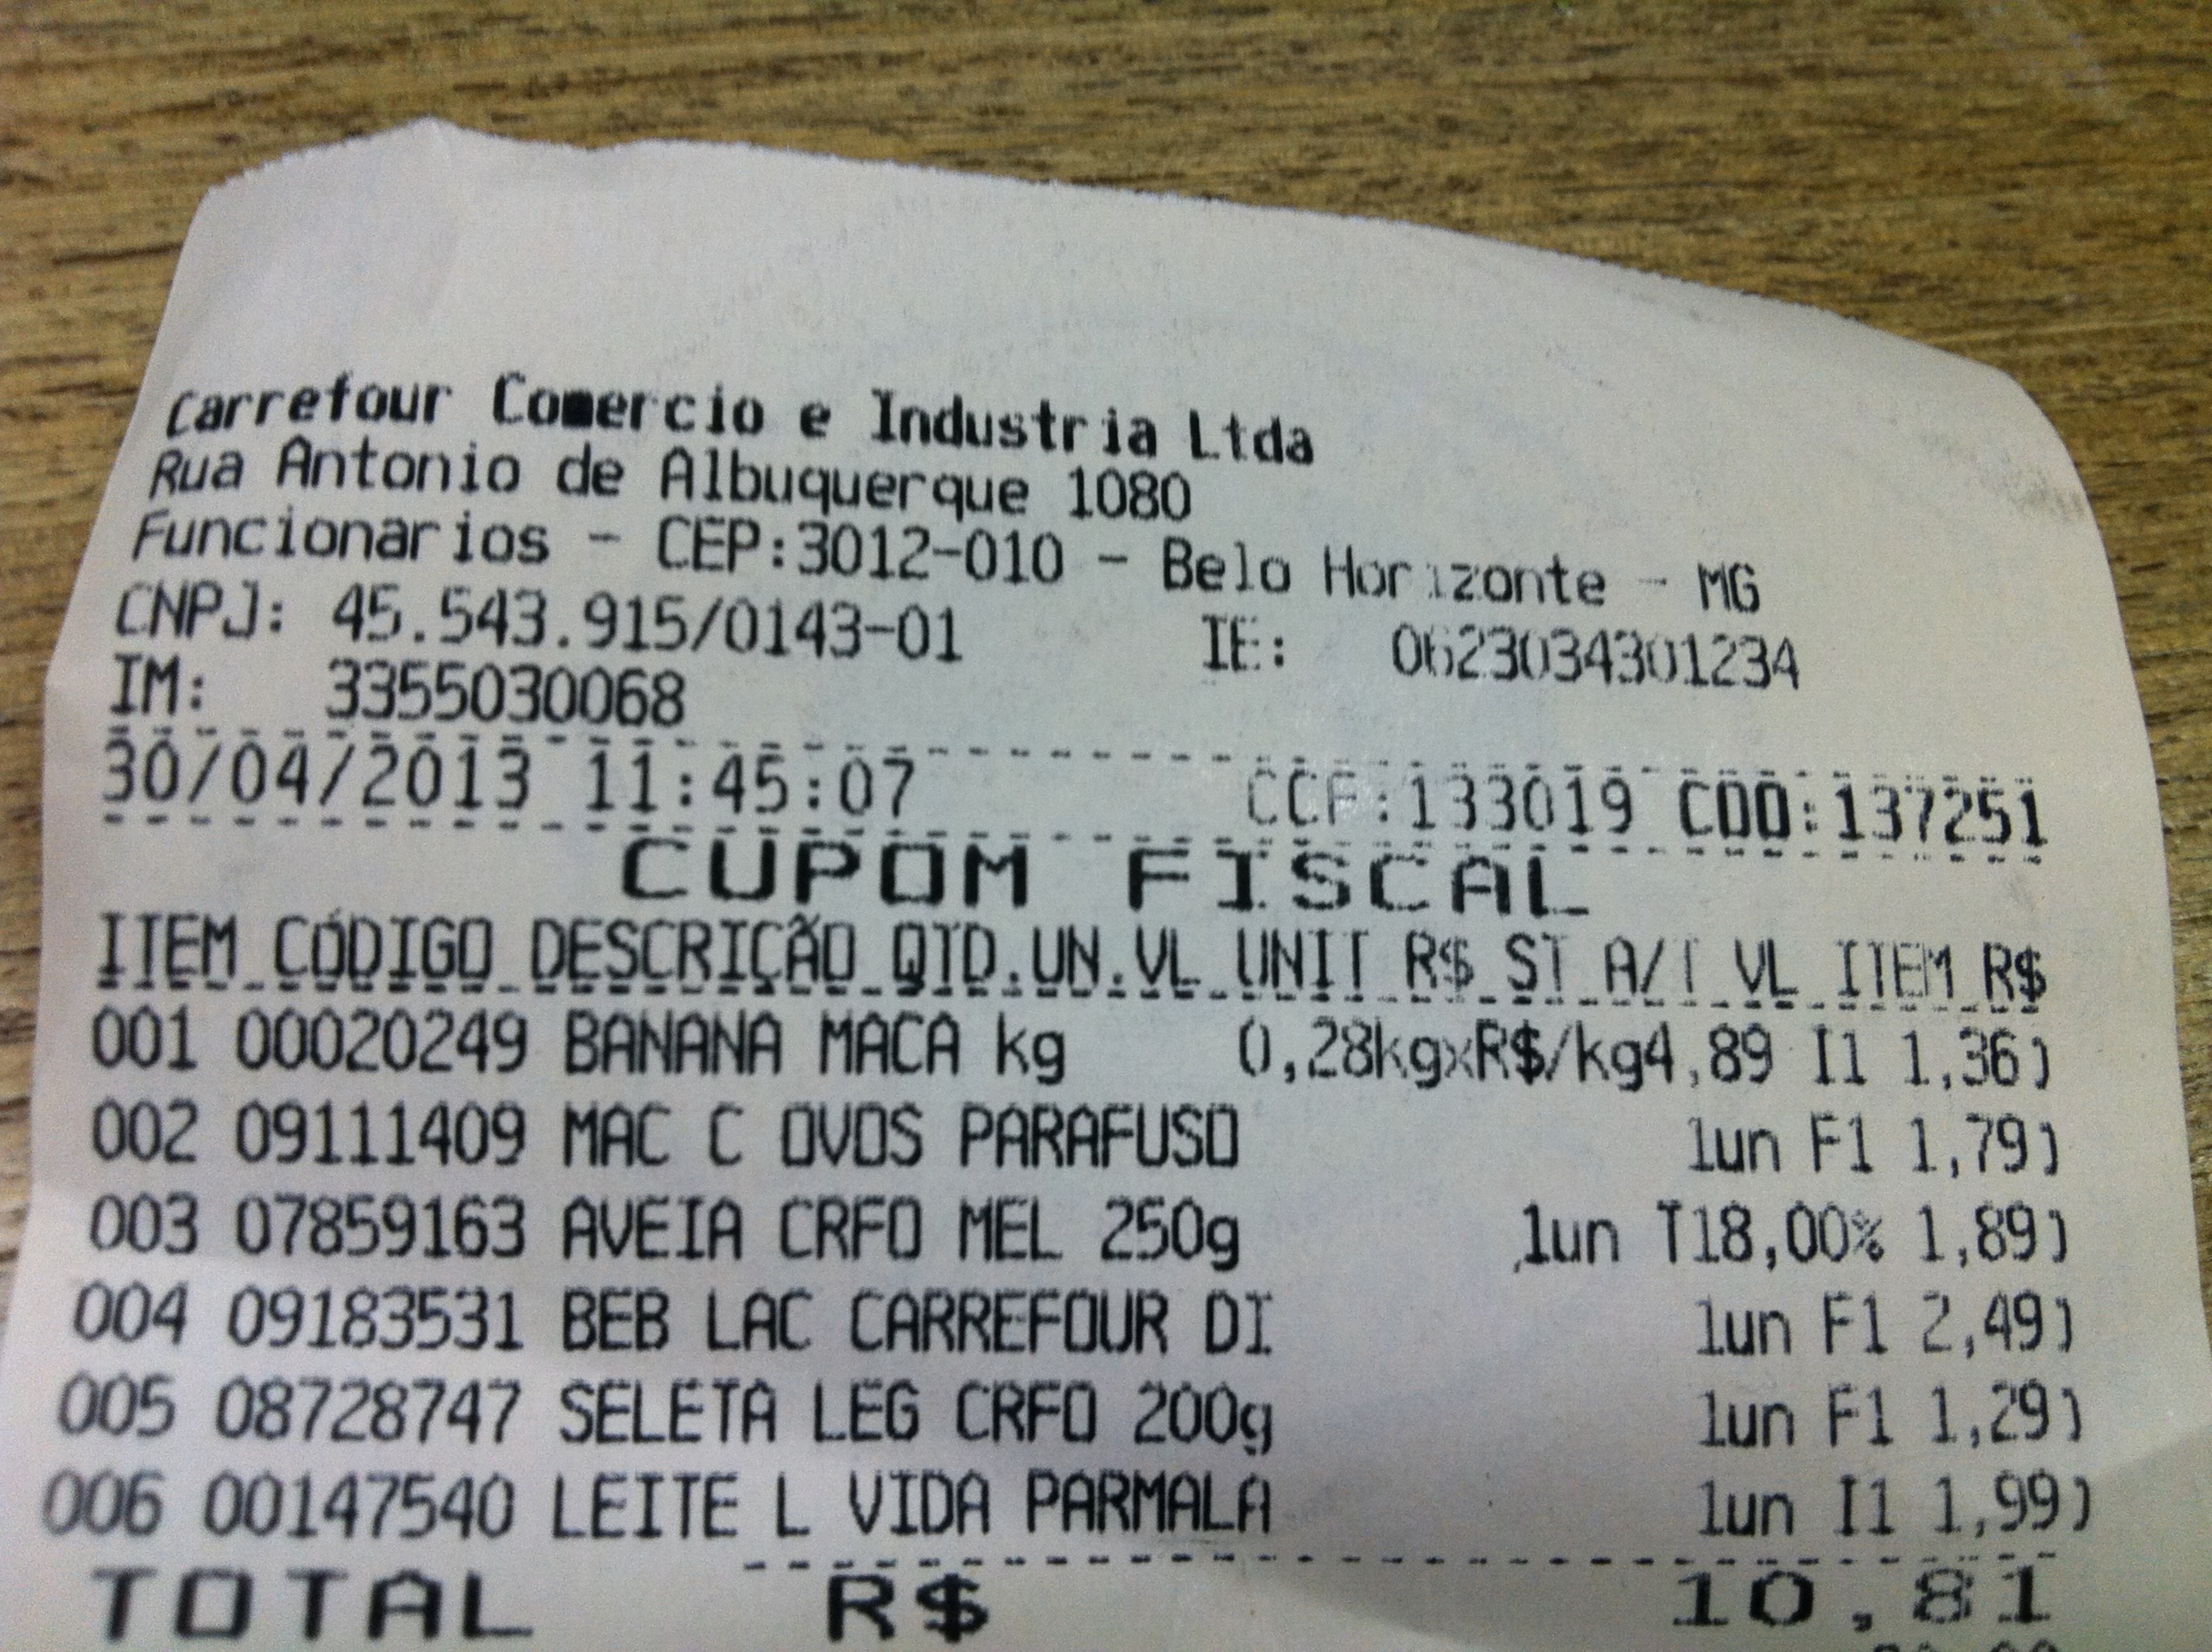 Carrefour Comercio e Industria Ltda
Rua Antonio de Albuquerque 1080
Funcionarios - CEP:3012-010 - Belo Horizonte - MG
CNPJ: 45.543.915/0143-01 IE: 0623034301234
IM: 3355030068
30/04/2013 11:45:07 CCF:133019 COO:137251
CUPOM FISCAL
ITEM CÓDIGO DESCRIÇÃO QTD.UN.VL UNIT R$ ST A/T VL ITEM R$
001 00020249 BANANA MACA kg 0,28kgxR$/kg4,89 I1 1,36)
002 09111409 MAC C OVOS PARAFUSO 1un F1 1,79)
003 07859163 AVEIA CRFO MEL 250g 1un T18,00% 1,89)
004 09183531 BEB LAC CARREFOUR DI 1un F1 2,49)
005 08728747 SELETA LEG CRFO 200g 1un F1 1,29)
006 00147540 LEITE L VIDA PARMALA 1un I1 1,99)
TOTAL R$ 10,81